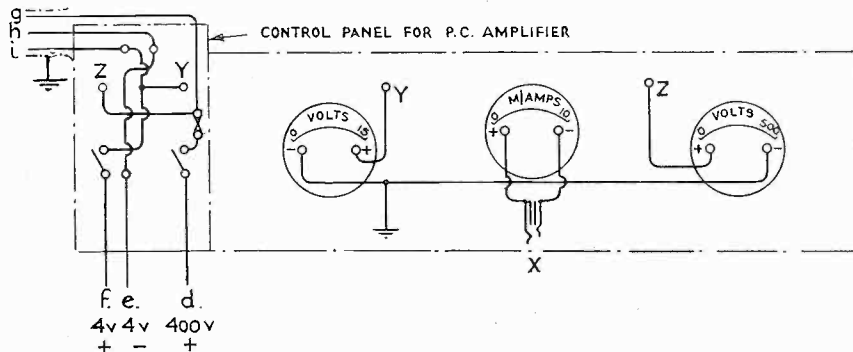 g
h
i
CONTROL PANEL FOR P.C. AMPLIFIER
Z
Y
VOLTS
0
15
-
+
Y
M/AMPS
0
10
+
-
Z
VOLTS
0
500
+
-
X
f. e. d.
4v 4v 400v
+ - +